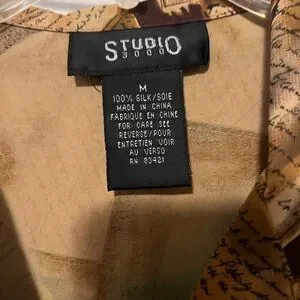 STUDIO
3000
M
100% SILK/SOIE
MADE IN CHINA
FABRIQUE EN CHINE
FOR CARE SEE
REVERSE/POUR
ENTRETIEN VOIR
AU VERSO
RN 83421